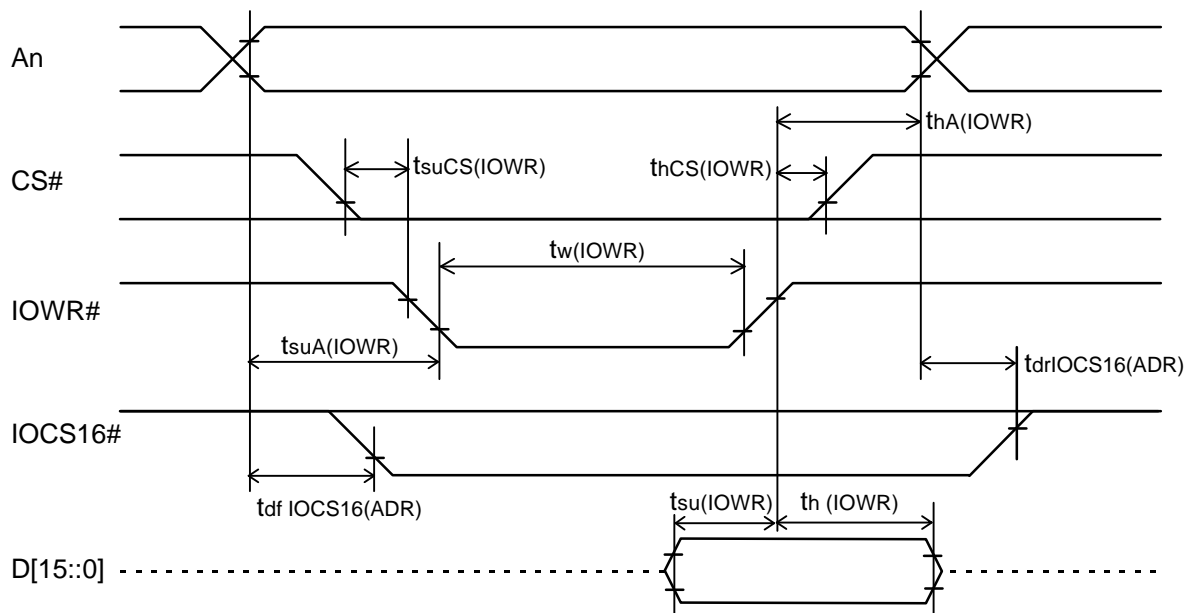 An
thA(IOWR)
CS#
tsuCS(IOWR)
thCS(IOWR)
tw(IOWR)
IOWR#
tsuA(IOWR)
tdrIOCS16(ADR)
IOCS16#
tdf IOCS16(ADR)
tsu(IOWR)
th (IOWR)
D[15::0]